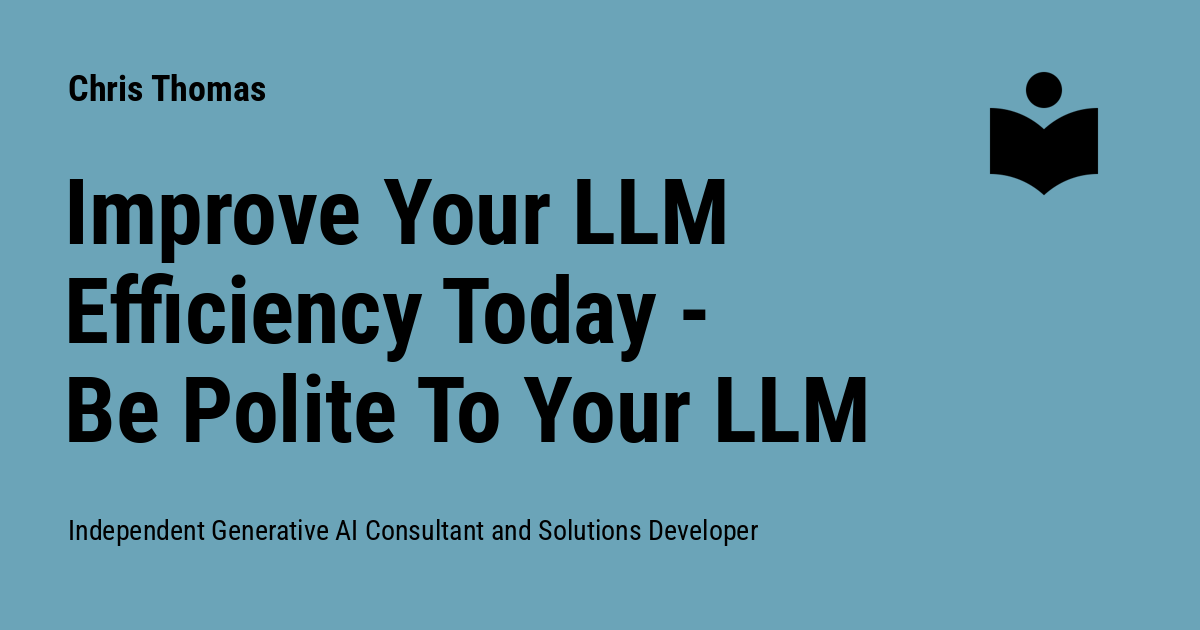 Chris Thomas
Improve Your LLM
Efficiency Today -
Be Polite To Your LLM
Independent Generative AI Consultant and Solutions Developer